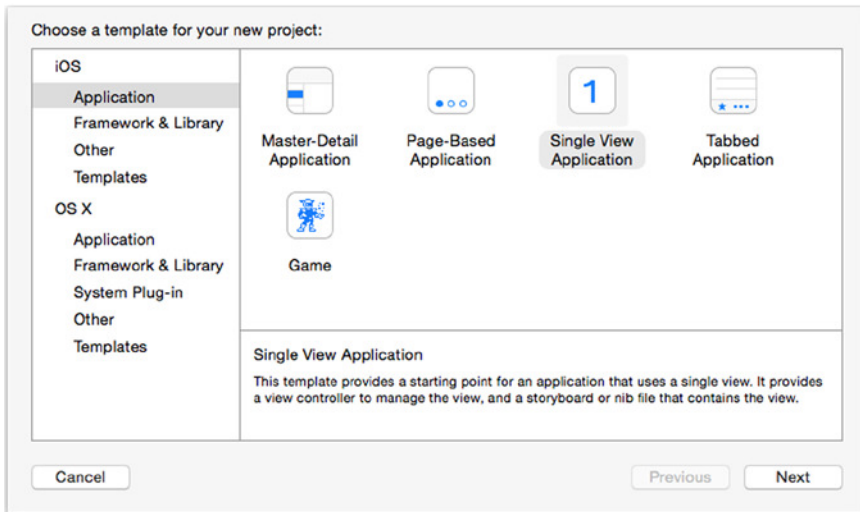 Choose a template for your new project:
iOS
Application
Framework & Library
Other
Templates
OS X
Application
Framework & Library
System Plug-in
Other
Templates
Master-Detail
Application
Page-Based
Application
1
Single View
Application
Tabbed
Application
Game
Single View Application
This template provides a starting point for an application that uses a single view. It provides
a view controller to manage the view, and a storyboard or nib file that contains the view.
Cancel
Previous
Next